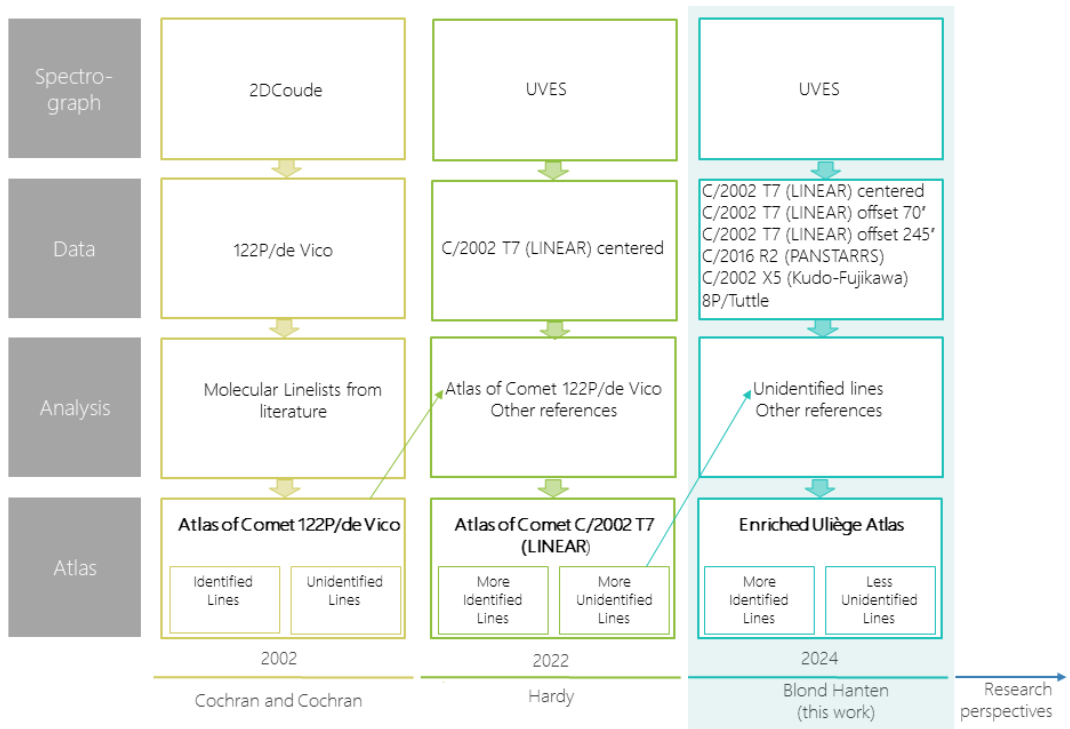 Spectro-
graph
2DCoude
UVES
UVES
Data
122P/de Vico
C/2002 T7 (LINEAR) centered
C/2002 T7 (LINEAR) centered
C/2002 T7 (LINEAR) offset 70"
C/2002 T7 (LINEAR) offset 245"
C/2016 R2 (PANSTARRS)
C/2002 X5 (Kudo-Fujikawa)
8P/Tuttle
Analysis
Molecular Linelists from
literature
Atlas of Comet 122P/de Vico
Other references
Unidentified lines
Other references
Atlas
Atlas of Comet 122P/de Vico
Identified
Lines
Unidentified
Lines
Atlas of Comet C/2002 T7
(LINEAR)
More
Identified
Lines
More
Unidentified
Lines
Enriched Uliège Atlas
More
Identified
Lines
Less
Unidentified
Lines
2002
Cochran and Cochran
2022
Hardy
2024
Blond Hanten
(this work)
Research
perspectives